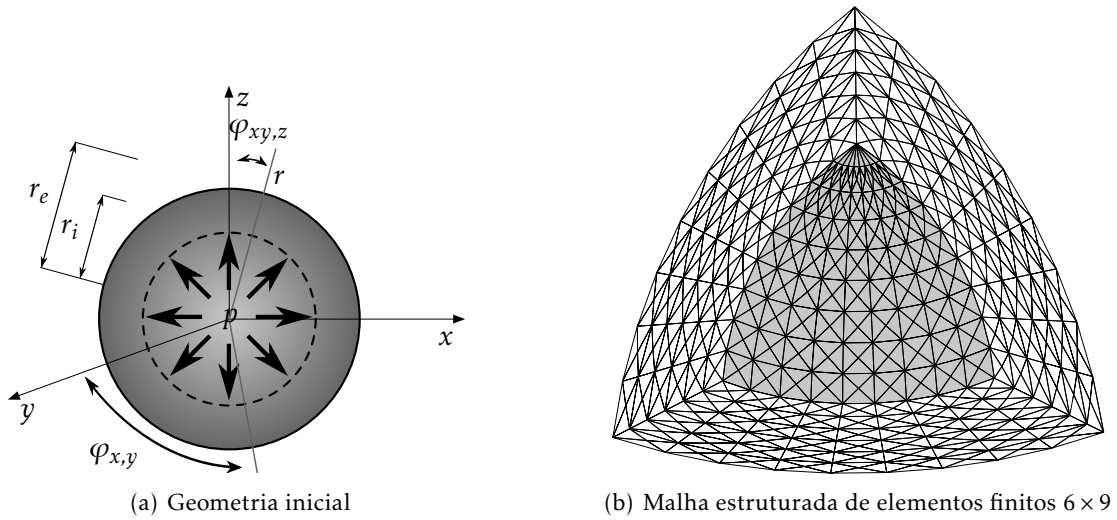 z
φxy,z
r
re
ri
p
x
y
φx,y
(a) Geometria inicial
(b) Malha estruturada de elementos finitos 6 × 9